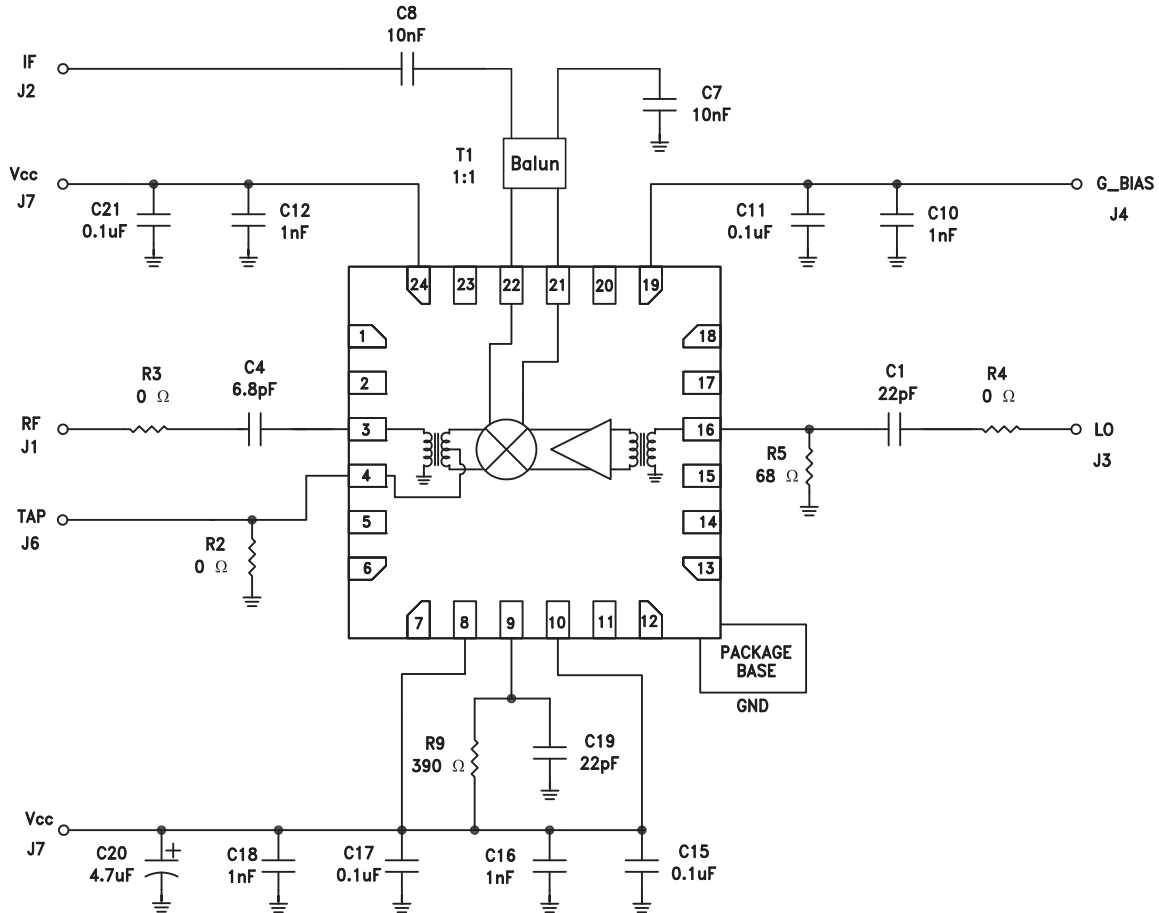 C8
10nF
IF
J2
C7
10nF
T1
1:1
Balun
Vcc
J7
C21
0.1uF
C12
1nF
C11
0.1uF
C10
1nF
G_BIAS
J4
24
23
22
21
20
19
1
2
3
4
5
6
18
17
16
15
14
13
7
8
9
10
11
12
R3
0 Ω
C4
6.8pF
RF
J1
C1
22pF
R4
0 Ω
LO
J3
R5
68 Ω
TAP
J6
R2
0 Ω
PACKAGE
BASE
GND
R9
390 Ω
C19
22pF
Vcc
J7
C20
4.7uF
+
C18
1nF
C17
0.1uF
C16
1nF
C15
0.1uF